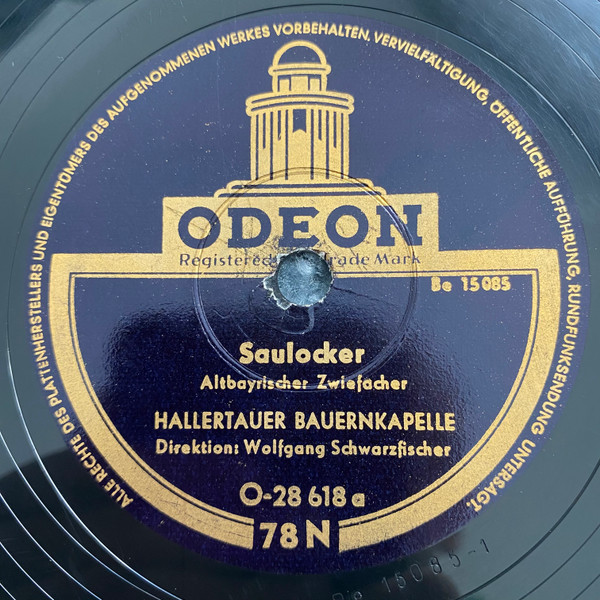 ALLE RECHTE DES PLATTENHERSTELLERS UND EIGENTÜMERS DES AUFGENOMMENEN WERKES VORBEHALTEN. VERVIELFÄLTIGUNG, ÖFFENTLICHE AUFFÜHRUNG, RUNDFUNKSENDUNG UNTERSAGT.
ODEON
Registered Trade Mark
Be 15085
Saulocker
Altbayrischer Zwiefacher
HALLERTAUER BAUERNKAPELLE
Direktion: Wolfgang Schwarzfischer
O-28 618 a
78 N
15085-1